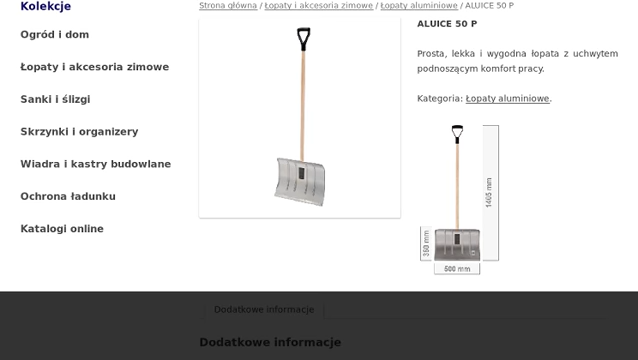 Kolekcje
Ogród i dom
Łopaty i akcesoria zimowe
Sanki i ślizgi
Skrzynki i organizery
Wiadra i kastry budowlane
Ochrona ładunku
Katalogi online
Strona główna / Łopaty i akcesoria zimowe / Łopaty aluminiowe / ALUICE 50 P
ALUICE 50 P
Prosta, lekka i wygodna łopata z uchwytem
podnoszącym komfort pracy.
Kategoria: Łopaty aluminiowe.
1405 mm
350 mm
500 mm
Dodatkowe informacje
Dodatkowe informacje